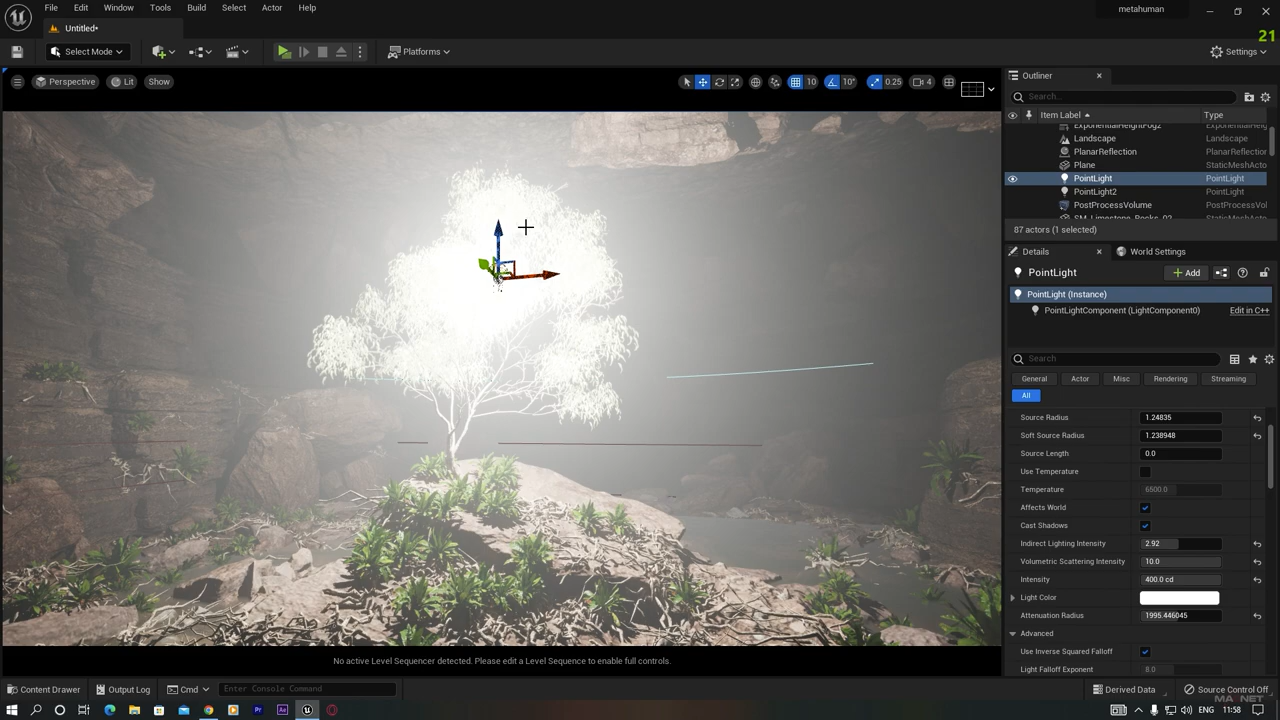 File Edit Window Tools Build Select Actor Help
metahuman
Untitled*
21
Select Mode
Platforms
Settings
Perspective Lit Show
10 10° 0.25 4
Outliner
Search...
Item Label Type
ExponentialHeightFog2
Landscape Landscape
PlanarReflection PlanarReflection
Plane StaticMeshActo
PointLight PointLight
PointLight2 PointLight
PostProcessVolume PostProcessVol
87 actors (1 selected)
Details World Settings
PointLight
Add
PointLight (Instance)
PointLightComponent (LightComponent0) Edit in C++
Search
General Actor Misc Rendering Streaming
All
Source Radius 1.24835
Soft Source Radius 1.238948
Source Length 0.0
Use Temperature
Temperature 6500.0
Affects World
Cast Shadows
Indirect Lighting Intensity 2.92
Volumetric Scattering Intensity 10.0
Intensity 400.0 cd
Light Color
Attenuation Radius 1995.446045
Advanced
Use Inverse Squared Falloff
Light Falloff Exponent 8.0
No active Level Sequencer detected. Please edit a Level Sequence to enable full controls.
Content Drawer Output Log Cmd Enter Console Command
Derived Data Source Control Off
ENG 11:58